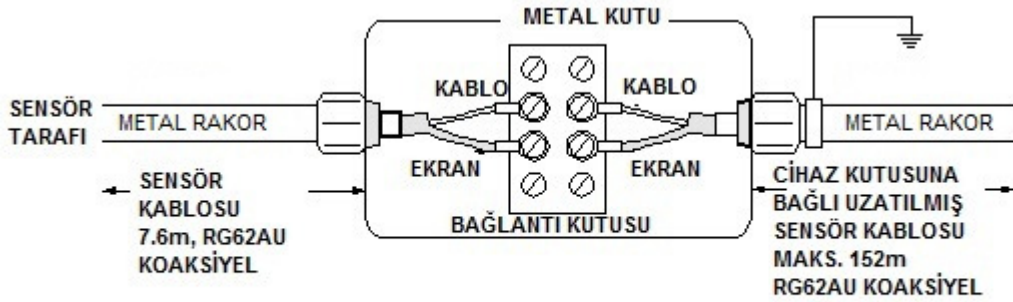 METAL KUTU
KABLO
KABLO
SENSÖR
TARAFI
METAL RAKOR
METAL RAKOR
EKRAN
EKRAN
BAĞLANTI KUTUSU
SENSÖR
KABLOSU
7.6m, RG62AU
KOAKSİYEL
CİHAZ KUTUSUNA
BAĞLI UZATILMIŞ
SENSÖR KABLOSU
MAKS. 152m
RG62AU KOAKSİYEL